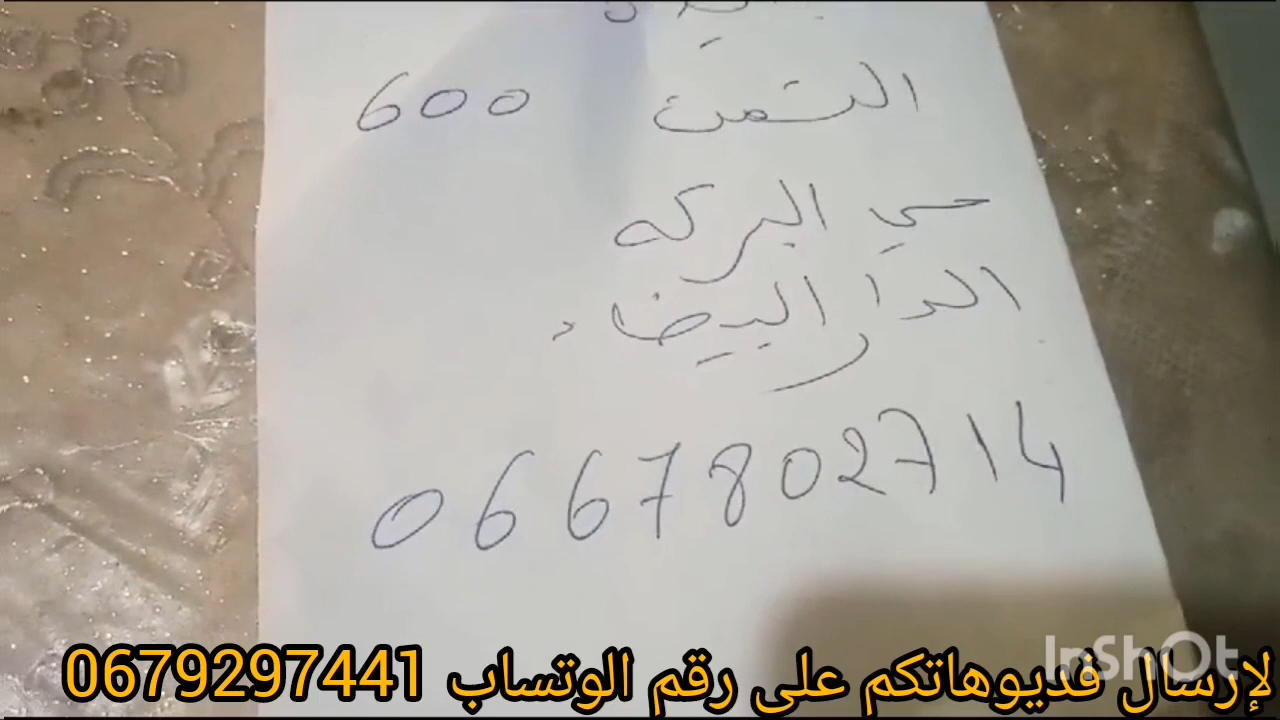 الثمن 600
حي البركه
الدار البيضاء
0667802714
InShOt
لإرسال فديوهاتكم على رقم الوتساب 0679297441